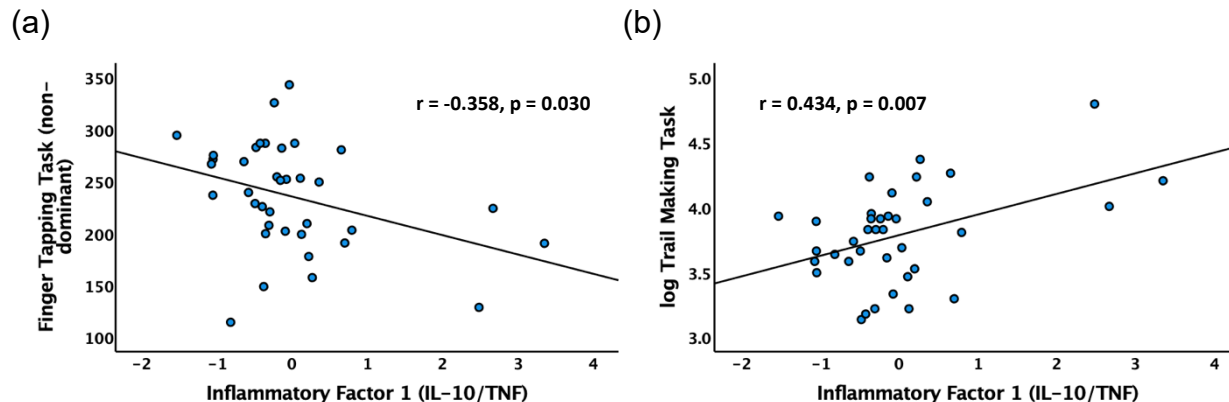 (a)
Finger Tapping Task (non-
dominant)
350
300
250
200
150
100
r = -0.358, p = 0.030
-2
-1
0
1
2
3
4
Inflammatory Factor 1 (IL-10/TNF)
(b)
log Trail Making Task
5.0
4.5
4.0
3.5
3.0
r = 0.434, p = 0.007
-2
-1
0
1
2
3
4
Inflammatory Factor 1 (IL-10/TNF)